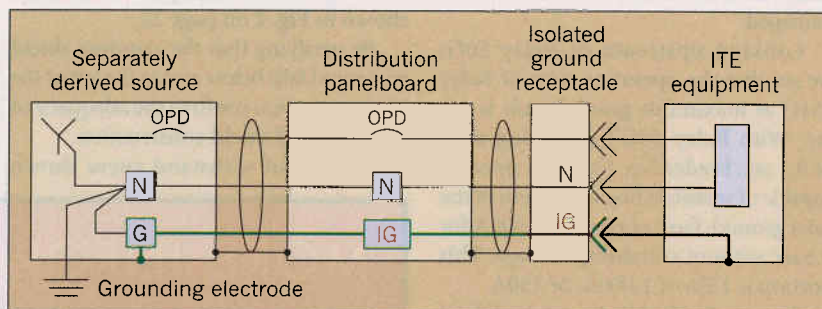 Separately
derived source
Distribution
panelboard
Isolated
ground
receptacle
ITE
equipment
OPD
OPD
N
N
N
G
IG
IG
Grounding electrode